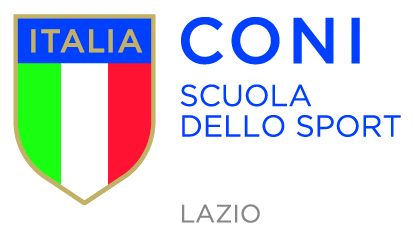 ITALIA
CONI
SCUOLA
DELLO SPORT
LAZIO